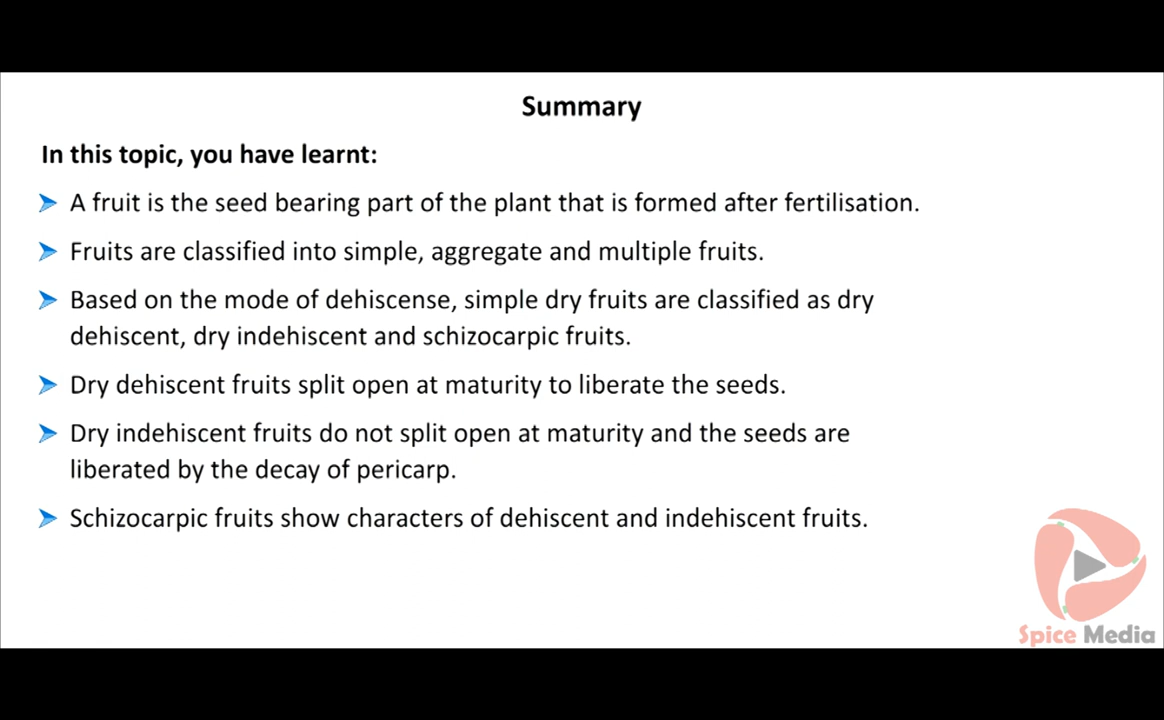 Summary
In this topic, you have learnt:
A fruit is the seed bearing part of the plant that is formed after fertilisation.
Fruits are classified into simple, aggregate and multiple fruits.
Based on the mode of dehiscense, simple dry fruits are classified as dry
dehiscent, dry indehiscent and schizocarpic fruits.
Dry dehiscent fruits split open at maturity to liberate the seeds.
Dry indehiscent fruits do not split open at maturity and the seeds are
liberated by the decay of pericarp.
Schizocarpic fruits show characters of dehiscent and indehiscent fruits.
Spice Media